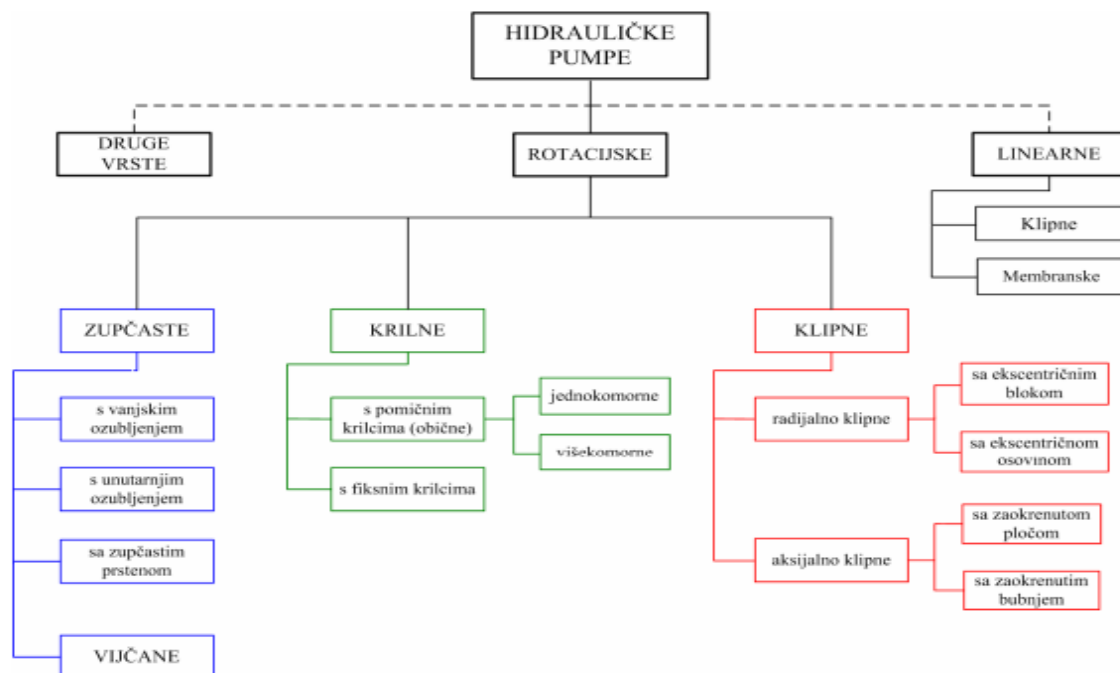 HIDRAULIČKE
PUMPE
DRUGE
VRSTE
ROTACIJSKE
LINEARNE
Klipne
Membranske
ZUPČASTE
s vanjskim
ozubljenjem
s unutarnjim
ozubljenjem
sa zupčastim
prstenom
VIJČANE
KRILNE
s pomičnim
krilcima (obične)
jednokomorne
višekomorne
s fiksnim krilcima
KLIPNE
radijalno klipne
sa ekscentričnim
blokom
sa ekscentričnom
osovinom
aksijalno klipne
sa zaokrenutom
pločom
sa zaokrenutim
bubnjem